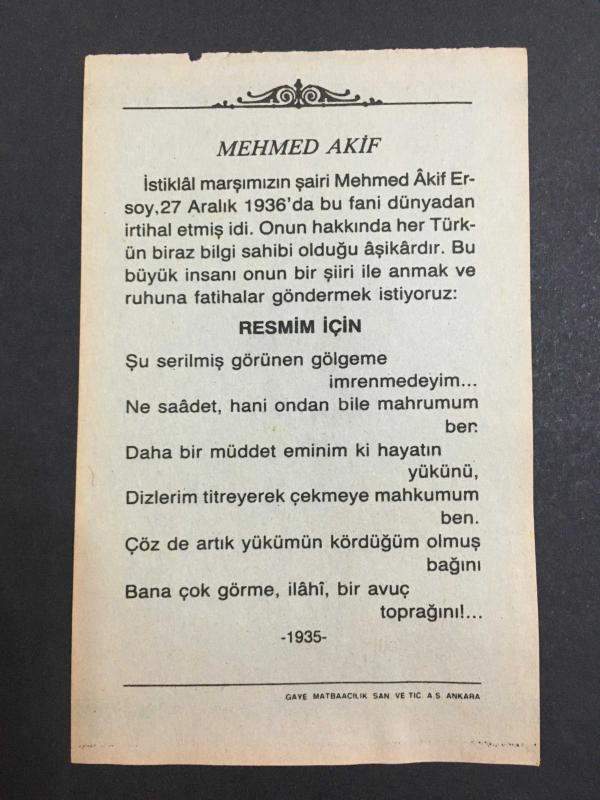 MEHMED AKİF
İstiklâl marşımızın şairi Mehmed Âkif Er-
soy,27 Aralık 1936'da bu fani dünyadan
irtihal etmiş idi. Onun hakkında her Türk-
ün biraz bilgi sahibi olduğu âşikârdır. Bu
büyük insanı onun bir şiiri ile anmak ve
ruhuna fatihalar göndermek istiyoruz:
RESMİM İÇİN
Şu serilmiş görünen gölgeme
imrenmedeyim...
Ne saâdet, hani ondan bile mahrumum
ben.
Daha bir müddet eminim ki hayatın
yükünü,
Dizlerim titreyerek çekmeye mahkumum
ben.
Çöz de artık yükümün kördüğüm olmuş
bağını
Bana çok görme, ilâhî, bir avuç
toprağını!...
-1935-
GAYE MATBAACILIK SAN. VE TIC. A.S. ANKARA